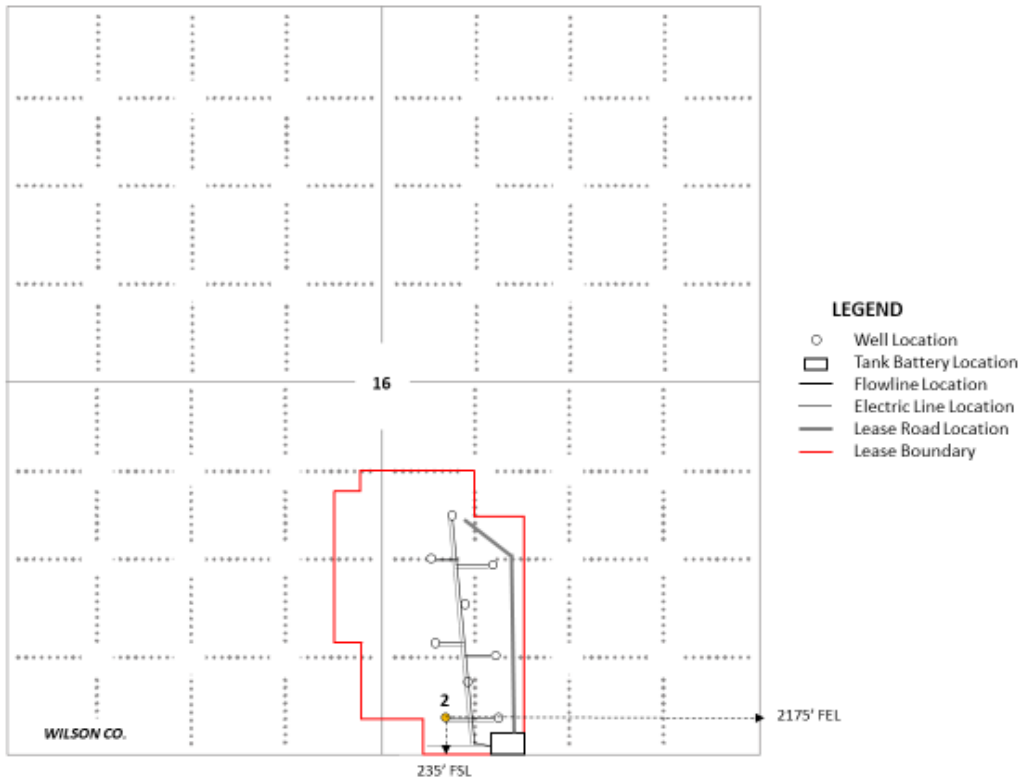 16
LEGEND
Well Location
Tank Battery Location
Flowline Location
Electric Line Location
Lease Road Location
Lease Boundary
2
2175' FEL
WILSON CO.
235' FSL